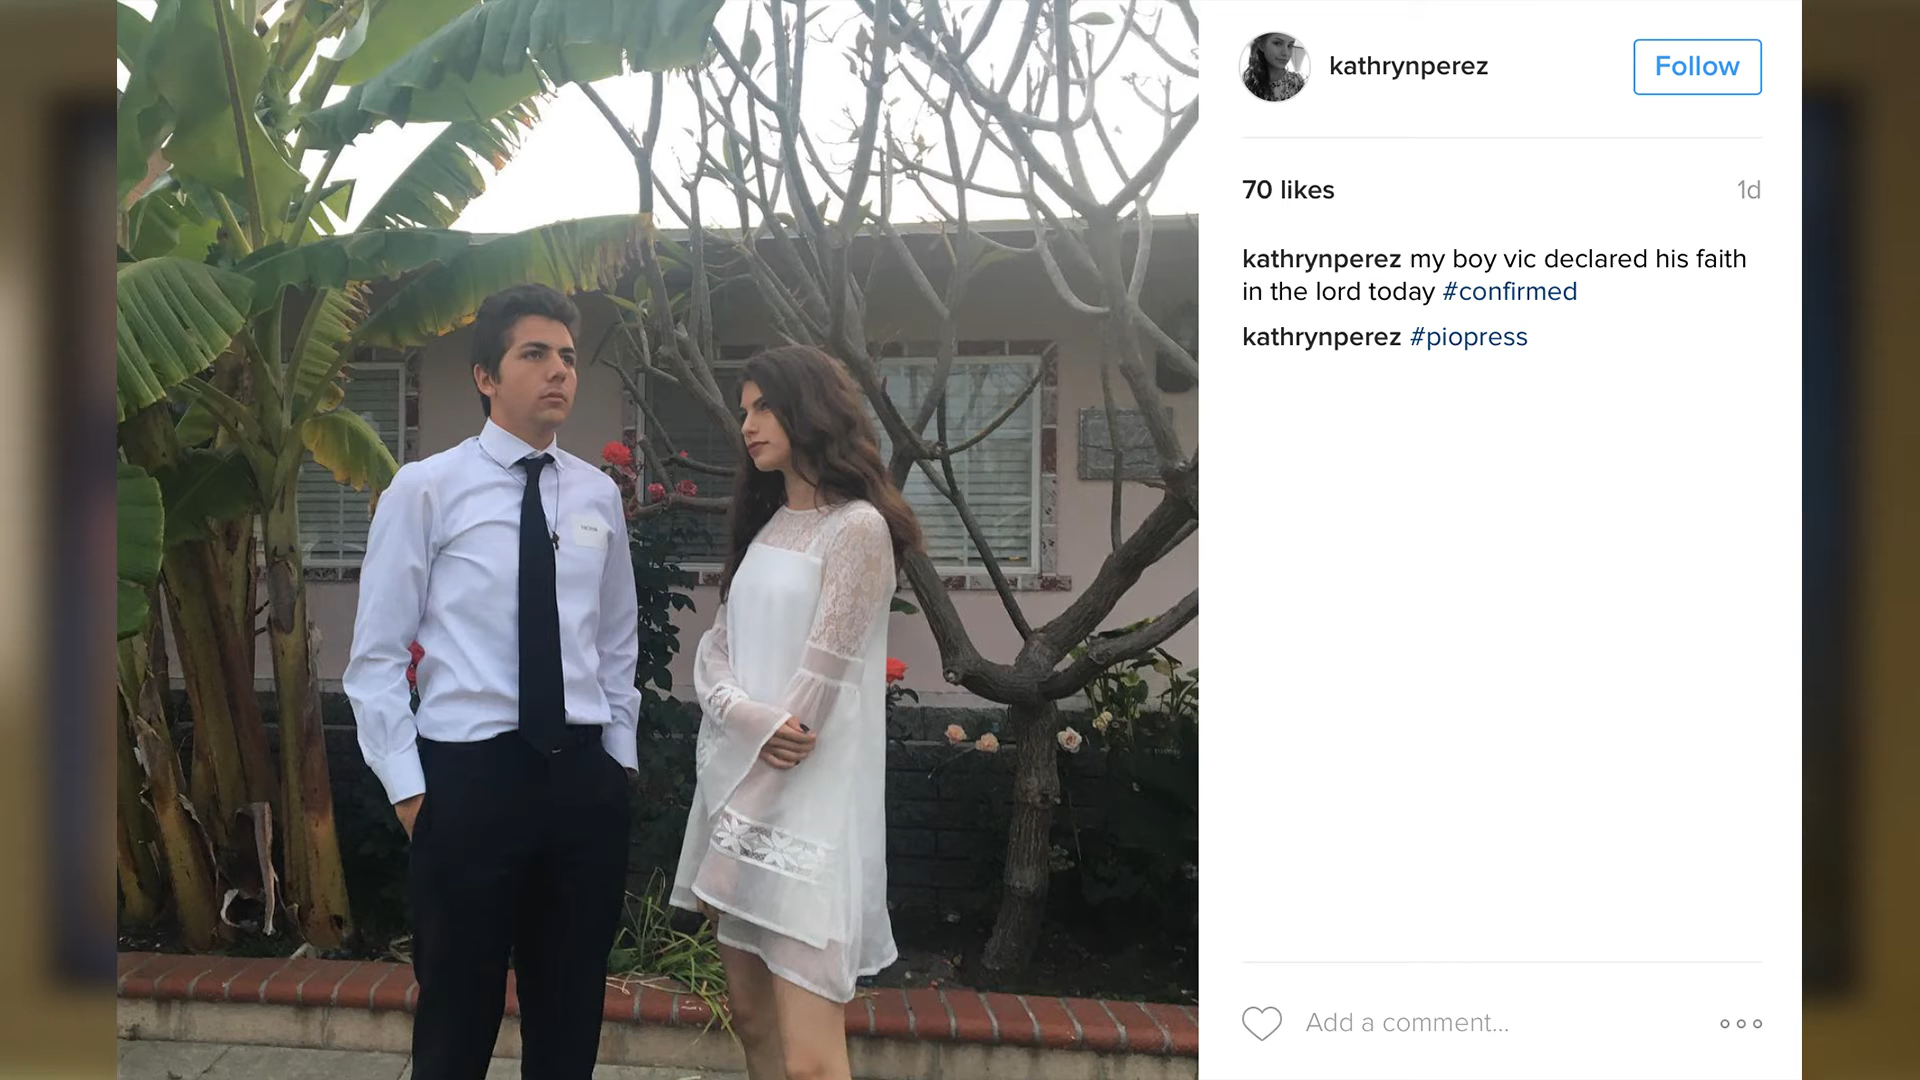 kathrynperez
Follow
70 likes
1d
kathrynperez my boy vic declared his faith
in the lord today #confirmed
kathrynperez #piopress
Add a comment...